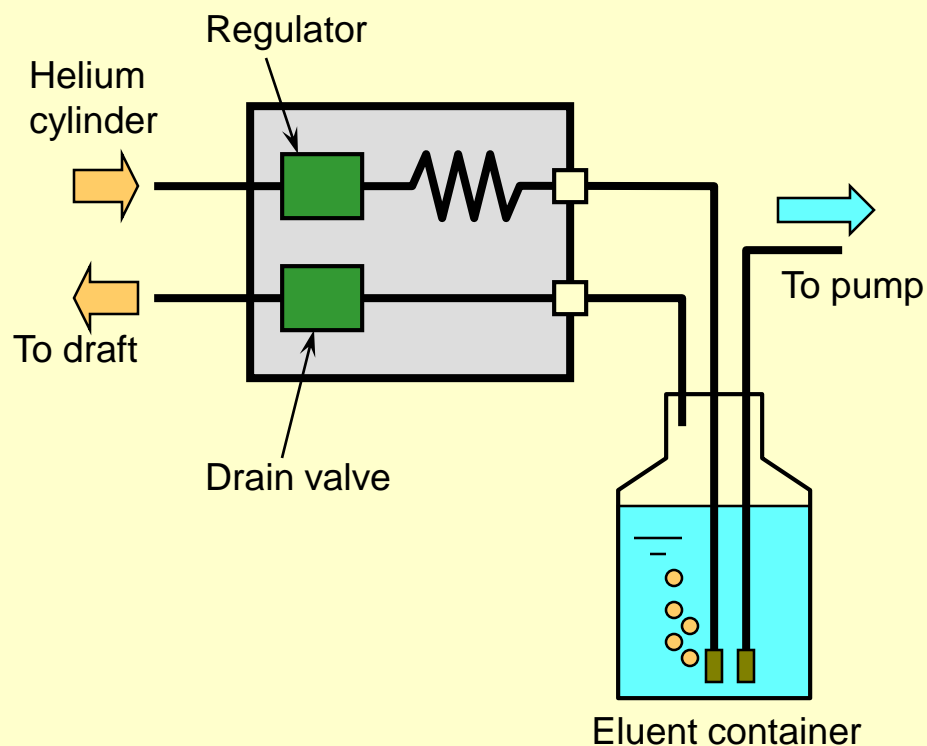 Regulator
Helium
cylinder
To pump
To draft
Drain valve
Eluent container